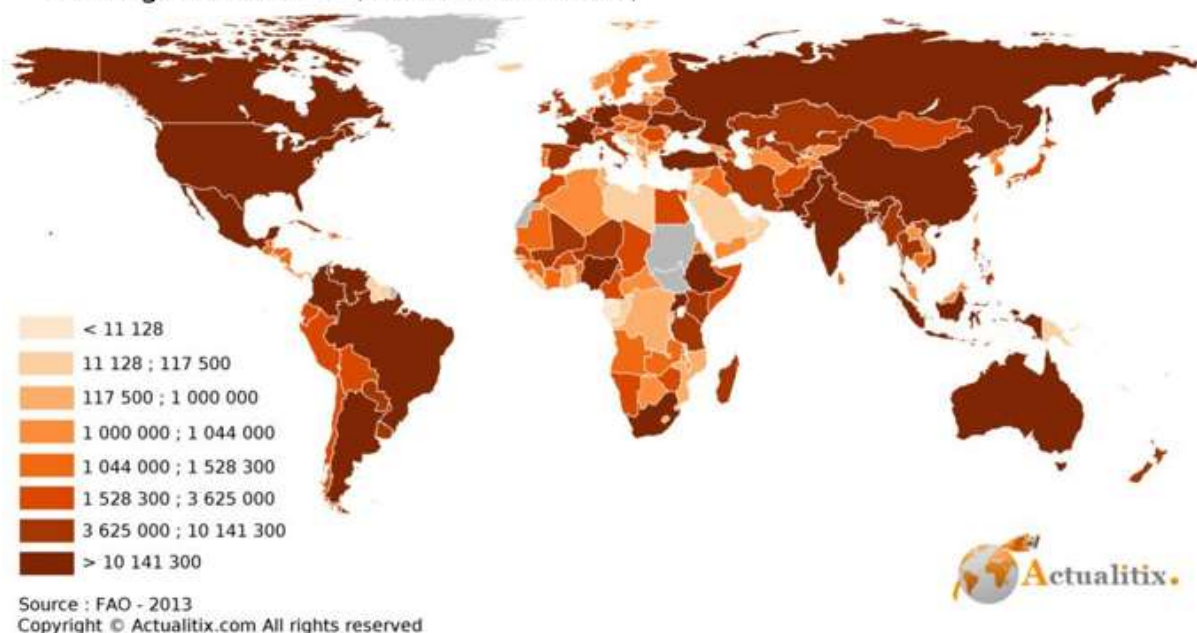 < 11 128
11 128 ; 117 500
117 500 ; 1 000 000
1 000 000 ; 1 044 000
1 044 000 ; 1 528 300
1 528 300 ; 3 625 000
3 625 000 ; 10 141 300
> 10 141 300
Actualitix.
Source : FAO - 2013
Copyright © Actualitix.com All rights reserved